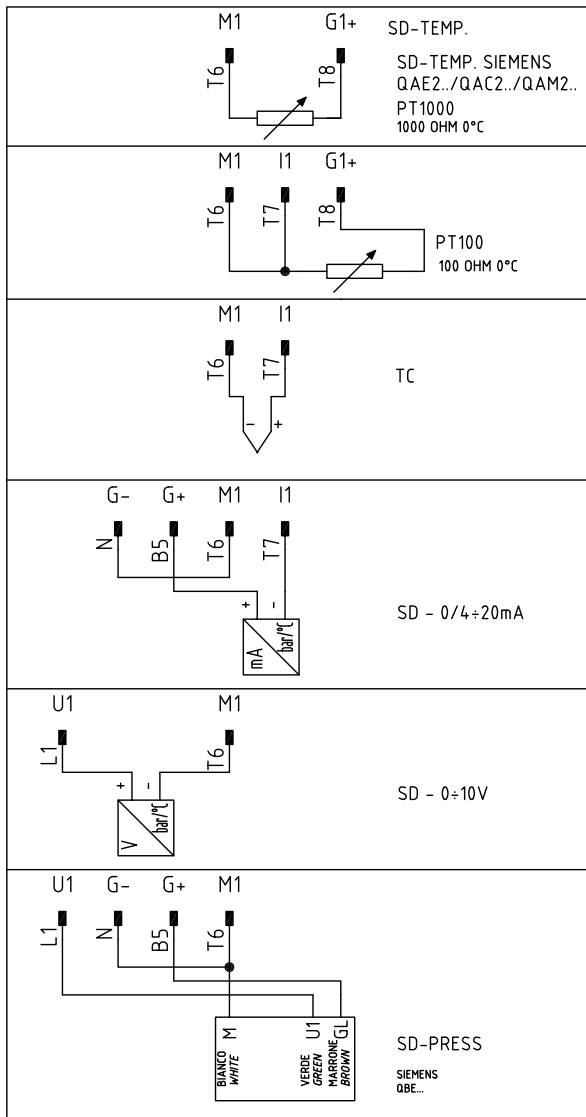 M1 G1+ SD-TEMP.
T6 T8
SD-TEMP. SIEMENS
QAE2../QAC2../QAM2..
PT1000
1000 OHM 0°C
M1 I1 G1+
T6 T7 T8
PT100
100 OHM 0°C
M1 I1
T6 T7
TC
- +
G- G+ M1 I1
N B5 T6 T7
+ -
mA bar/°C
SD - 0/4÷20mA
U1 M1
L1 T6
+ -
V bar/°C
SD - 0÷10V
U1 G- G+ M1
L1 N B5 T6
M U1 GL
BIANCO
WHITE
VERDE
GREEN
MARRONE
BROWN
SD-PRESS
SIEMENS
QBE...